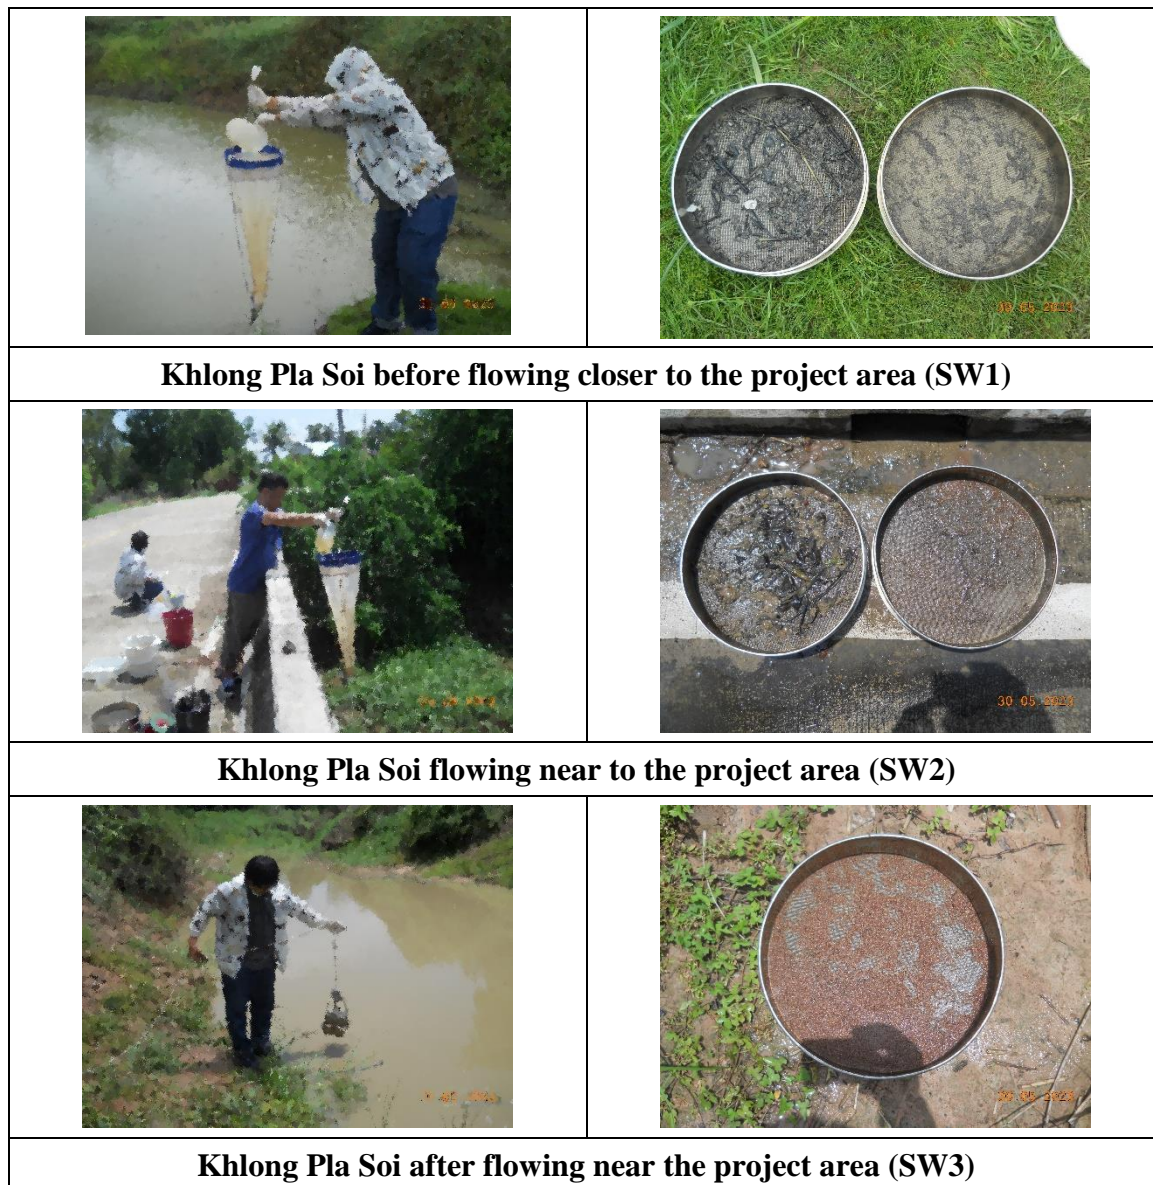 30 05 2023
Khlong Pla Soi before flowing closer to the project area (SW1)
30 05 2023
Khlong Pla Soi flowing near to the project area (SW2)
30 05 2023
Khlong Pla Soi after flowing near the project area (SW3)